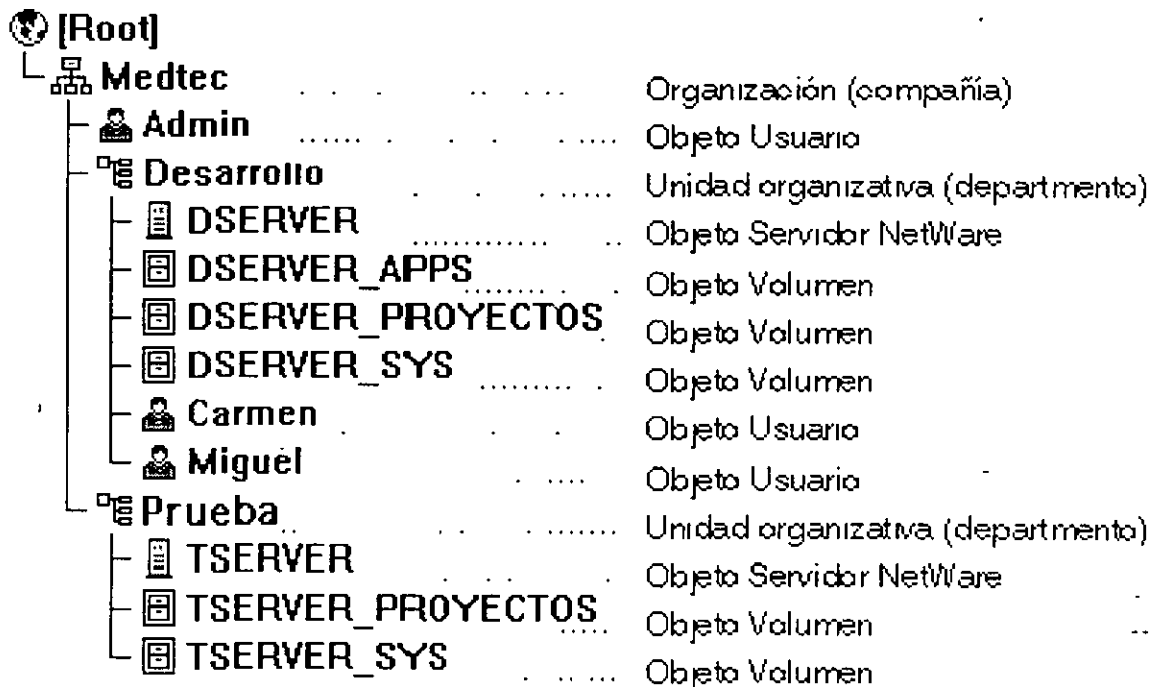 [Root]
Medtec Organización (compañía)
Admin Objeto Usuario
Desarrollo Unidad organizativa (departmento)
DSERVER Objeto Servidor NetWare
DSERVER_APPS Objeto Volumen
DSERVER_PROYECTOS Objeto Volumen
DSERVER_SYS Objeto Volumen
Carmen Objeto Usuario
Miguel Objeto Usuario
Prueba Unidad organizativa (departmento)
TSERVER Objeto Servidor NetWare
TSERVER_PROYECTOS Objeto Volumen
TSERVER_SYS Objeto Volumen